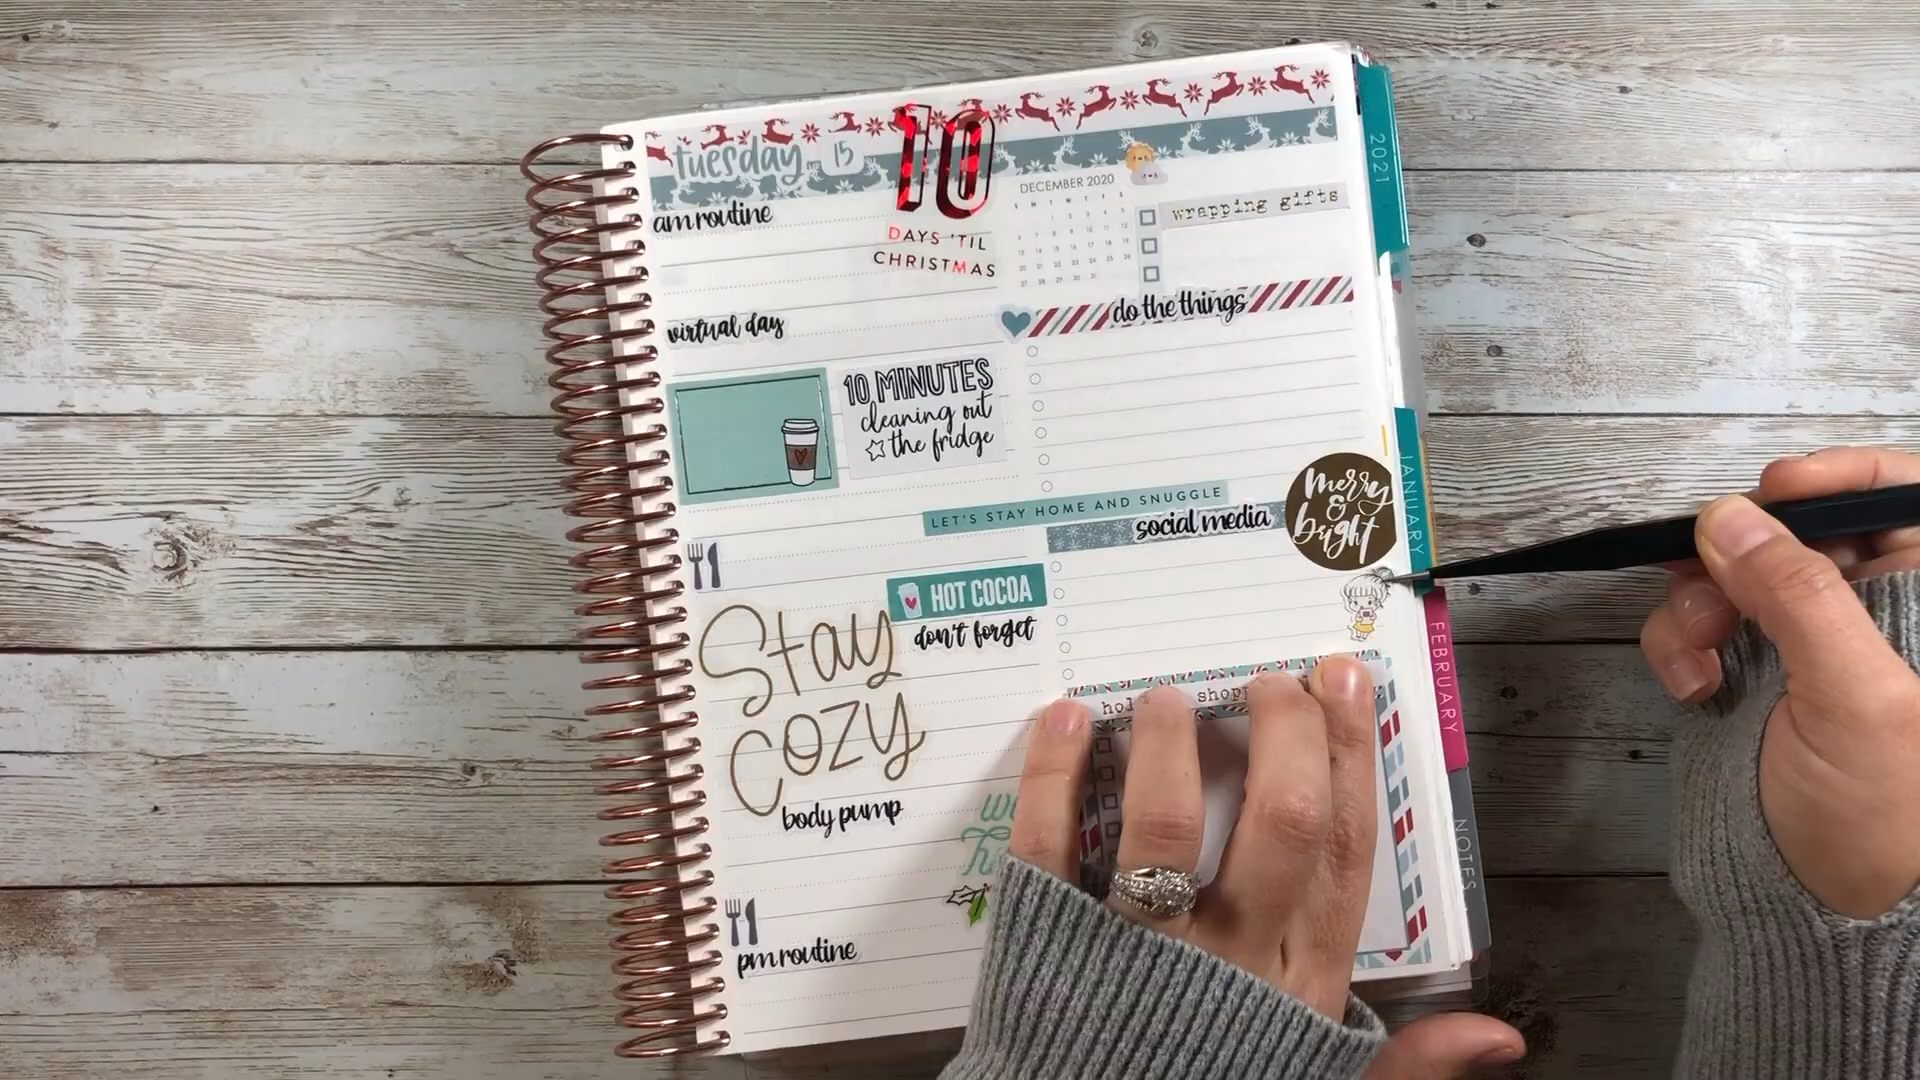 tuesday 15
10
DAYS 'TIL
CHRISTMAS
am routine
DECEMBER 2020
S M T W T F S
wrapping gifts
virtual day
do the things
10 MINUTES
cleaning out
the fridge
LET'S STAY HOME AND SNUGGLE
social media
merry
&
bright
HOT COCOA
don't forget
Stay
cozy
body pump
pm routine
2021
JANUARY
FEBRUARY
NOTES